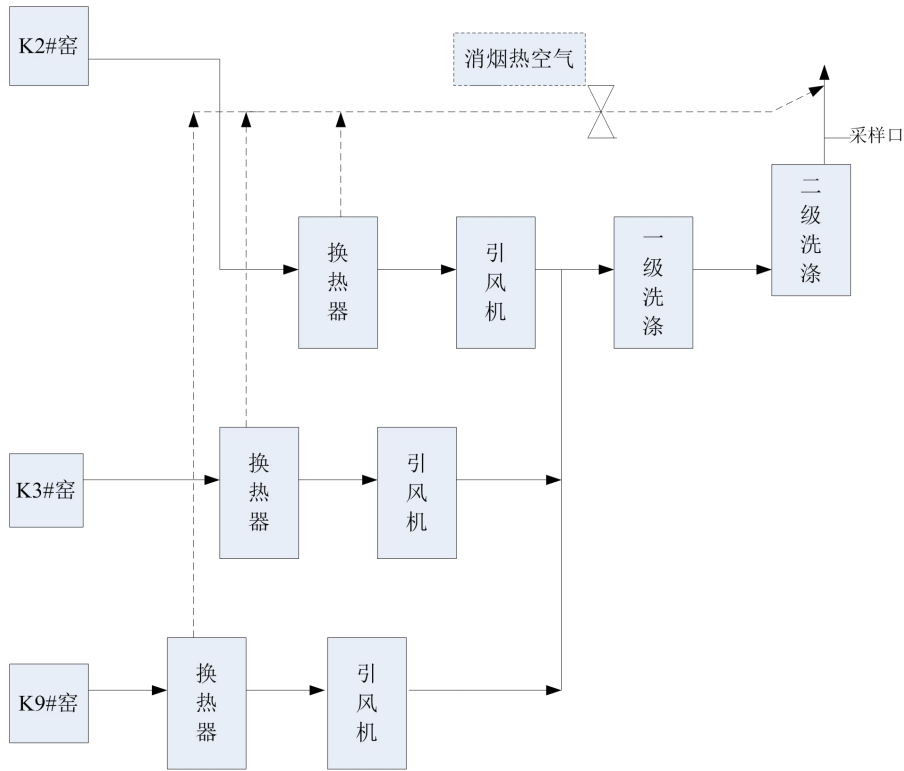 K2#窑
消烟热空气
采样口
二级洗涤
换热器
引风机
一级洗涤
K3#窑
换热器
引风机
K9#窑
换热器
引风机